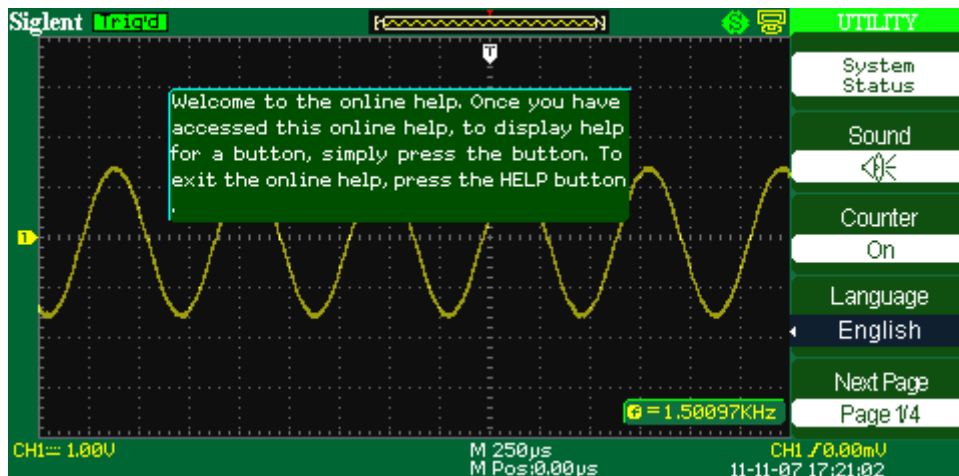 Siglent Trig'd
S
UTILITY
T
System
Status
Welcome to the online help. Once you have
accessed this online help, to display help
for a button, simply press the button. To
exit the online help, press the HELP button
.
Sound
1
Counter
On
Language
English
Next Page
Page 1/4
f = 1.50097KHz
CH1 1.00V
M 250µs
M Pos:0.00µs
CH1 0.00mV
11-11-07 17:21:02